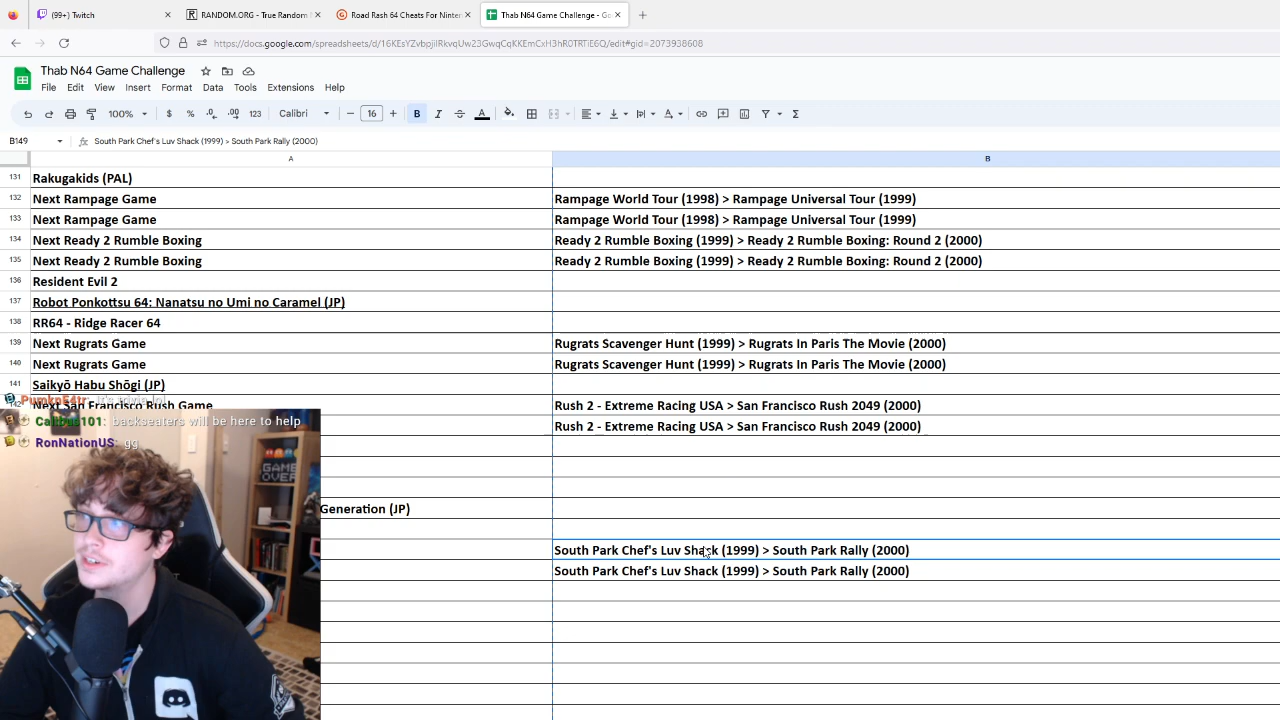 (99+) Twitch
RANDOM.ORG - True Random
Road Rash 64 Cheats For Ninten
Thab N64 Game Challenge - Go
https://docs.google.com/spreadsheets/d/16KEsYZvbpjilRkvqUw23GwqCqKKEmCxH3hR0TRTiE6Q/edit#gid=2073938608
Thab N64 Game Challenge
File Edit View Insert Format Data Tools Extensions Help
100% $ % .0 .00 123 Calibri 16 B I A Σ
B149 fx South Park Chef's Luv Shack (1999) > South Park Rally (2000)
A B
131 Rakugakids (PAL)
132 Next Rampage Game Rampage World Tour (1998) > Rampage Universal Tour (1999)
133 Next Rampage Game Rampage World Tour (1998) > Rampage Universal Tour (1999)
134 Next Ready 2 Rumble Boxing Ready 2 Rumble Boxing (1999) > Ready 2 Rumble Boxing: Round 2 (2000)
135 Next Ready 2 Rumble Boxing Ready 2 Rumble Boxing (1999) > Ready 2 Rumble Boxing: Round 2 (2000)
136 Resident Evil 2
137 Robot Ponkottsu 64: Nanatsu no Umi no Caramel (JP)
138 RR64 - Ridge Racer 64
139 Next Rugrats Game Rugrats Scavenger Hunt (1999) > Rugrats In Paris The Movie (2000)
140 Next Rugrats Game Rugrats Scavenger Hunt (1999) > Rugrats In Paris The Movie (2000)
141 Saikyō Habu Shōgi (JP)
142 Next San Francisco Rush Game Rush 2 - Extreme Racing USA > San Francisco Rush 2049 (2000)
Pumkn54tr:
Calibus101: backseaters will be here to help
Rush 2 - Extreme Racing USA > San Francisco Rush 2049 (2000)
RonNationUS: gg
GAME OVER
Generation (JP)
South Park Chef's Luv Shack (1999) > South Park Rally (2000)
South Park Chef's Luv Shack (1999) > South Park Rally (2000)